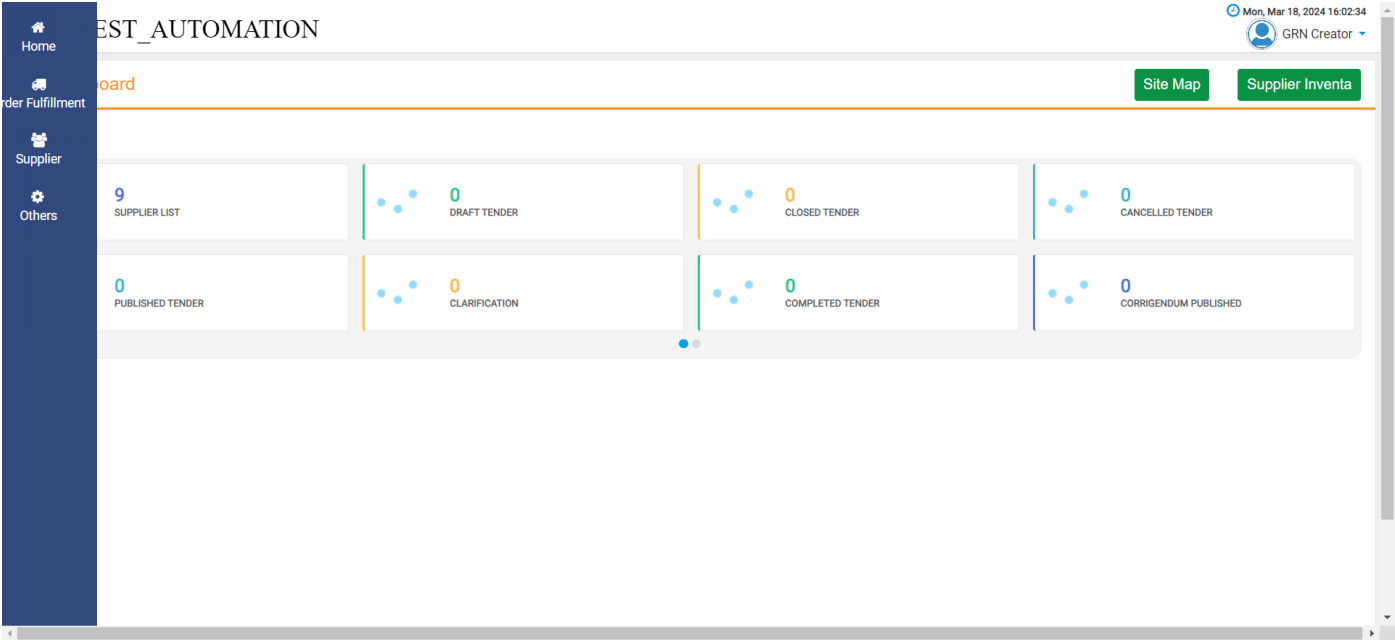 Mon, Mar 18, 2024 16:02:34
EST_AUTOMATION
GRN Creator
Home
rder Fulfillment
Supplier
Others
oard
Site Map
Supplier Inventa
9
SUPPLIER LIST
0
DRAFT TENDER
0
CLOSED TENDER
0
CANCELLED TENDER
0
PUBLISHED TENDER
0
CLARIFICATION
0
COMPLETED TENDER
0
CORRIGENDUM PUBLISHED